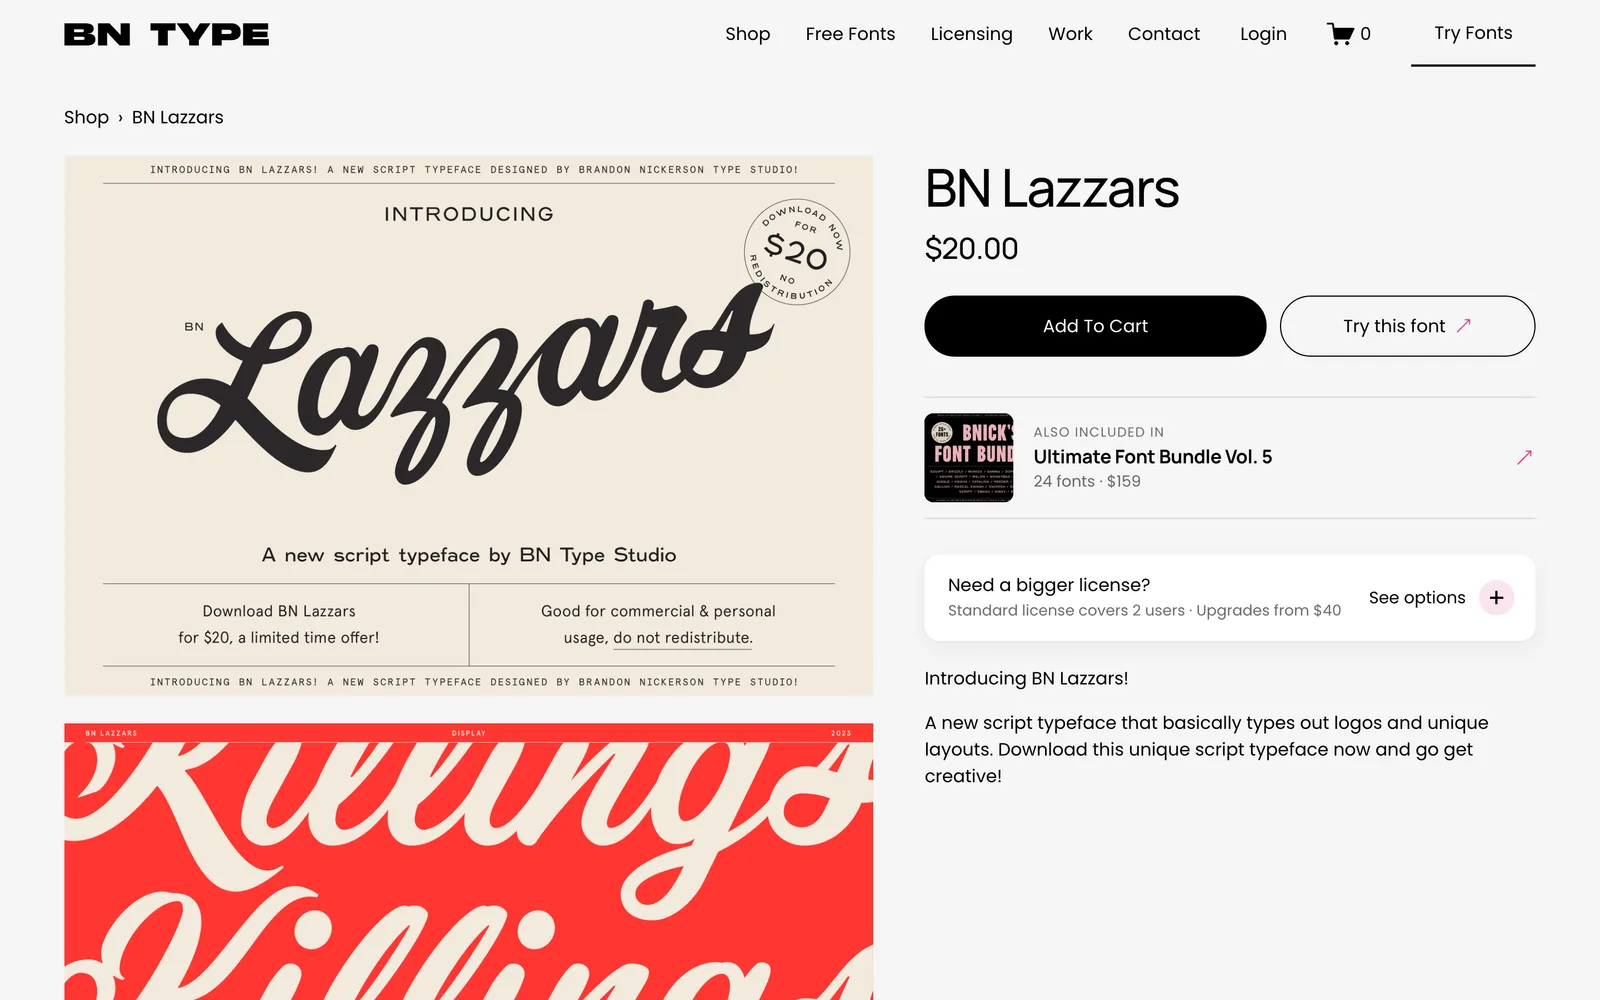 BN TYPE
Shop
Free Fonts
Licensing
Work
Contact
Login
0
Try Fonts
Shop › BN Lazzars
INTRODUCING BN LAZZARS! A NEW SCRIPT TYPEFACE DESIGNED BY BRANDON NICKERSON TYPE STUDIO!
INTRODUCING
DOWNLOAD NOW
FOR
$20
NO
REDISTRIBUTION
BN
Lazzars
A new script typeface by BN Type Studio
Download BN Lazzars
for $20, a limited time offer!
Good for commercial & personal
usage, do not redistribute.
INTRODUCING BN LAZZARS! A NEW SCRIPT TYPEFACE DESIGNED BY BRANDON NICKERSON TYPE STUDIO!
BN LAZZARS
DISPLAY
2023
Killings
Killings
BN Lazzars
$20.00
Add To Cart
Try this font
26+
FONTS
BNICK'S
FONT BUND
ALSO INCLUDED IN
Ultimate Font Bundle Vol. 5
24 fonts · $159
Need a bigger license?
Standard license covers 2 users · Upgrades from $40
See options
Introducing BN Lazzars!
A new script typeface that basically types out logos and unique
layouts. Download this unique script typeface now and go get
creative!